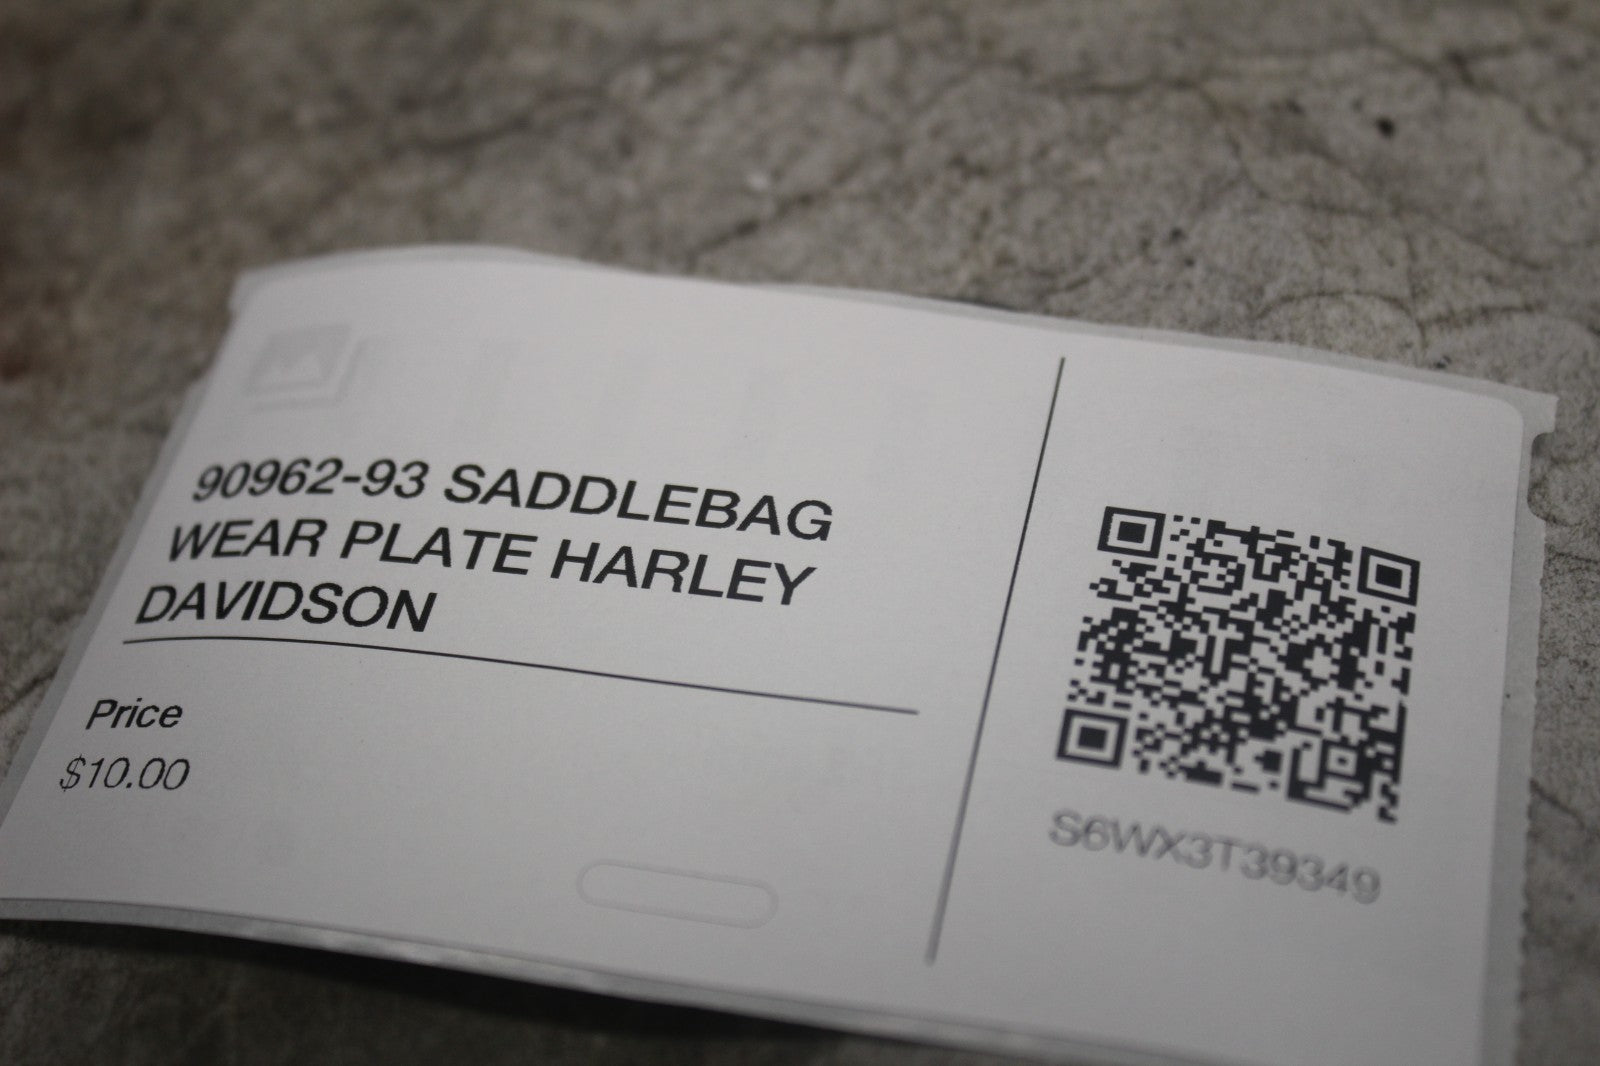 90962-93 SADDLEBAG
WEAR PLATE HARLEY
DAVIDSON
Price
$10.00
S6WX3T39349